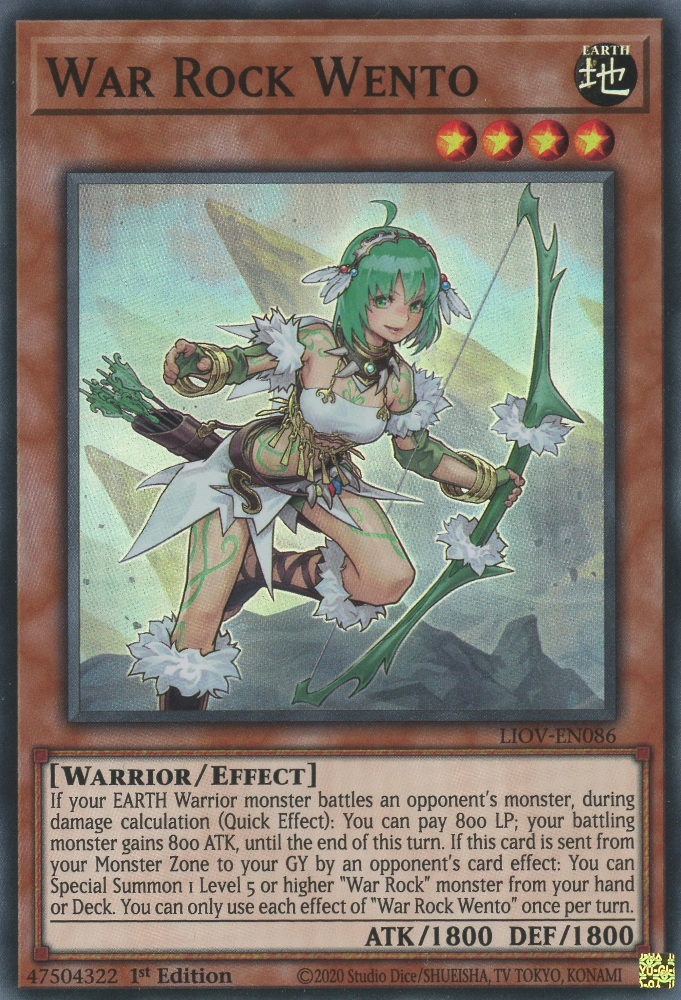 War Rock Wento
EARTH
地
LIOV-EN086
[Warrior/Effect]
If your EARTH Warrior monster battles an opponent's monster, during
damage calculation (Quick Effect): You can pay 800 LP; your battling
monster gains 800 ATK, until the end of this turn. If this card is sent from
your Monster Zone to your GY by an opponent's card effect: You can
Special Summon 1 Level 5 or higher "War Rock" monster from your hand
or Deck. You can only use each effect of "War Rock Wento" once per turn.
ATK/1800 DEF/1800
47504322 1st Edition ©2020 Studio Dice/SHUEISHA, TV TOKYO, KONAMI